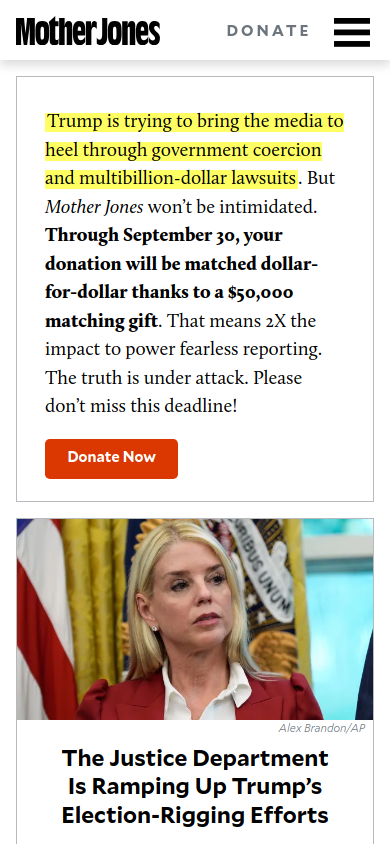 Mother Jones
DONATE
Trump is trying to bring the media to
heel through government coercion
and multibillion-dollar lawsuits. But
Mother Jones won’t be intimidated.
Through September 30, your
donation will be matched dollar-
for-dollar thanks to a $50,000
matching gift. That means 2X the
impact to power fearless reporting.
The truth is under attack. Please
don’t miss this deadline!
Donate Now
RIBUS UNUM
Alex Brandon/AP
The Justice Department
Is Ramping Up Trump’s
Election-Rigging Efforts